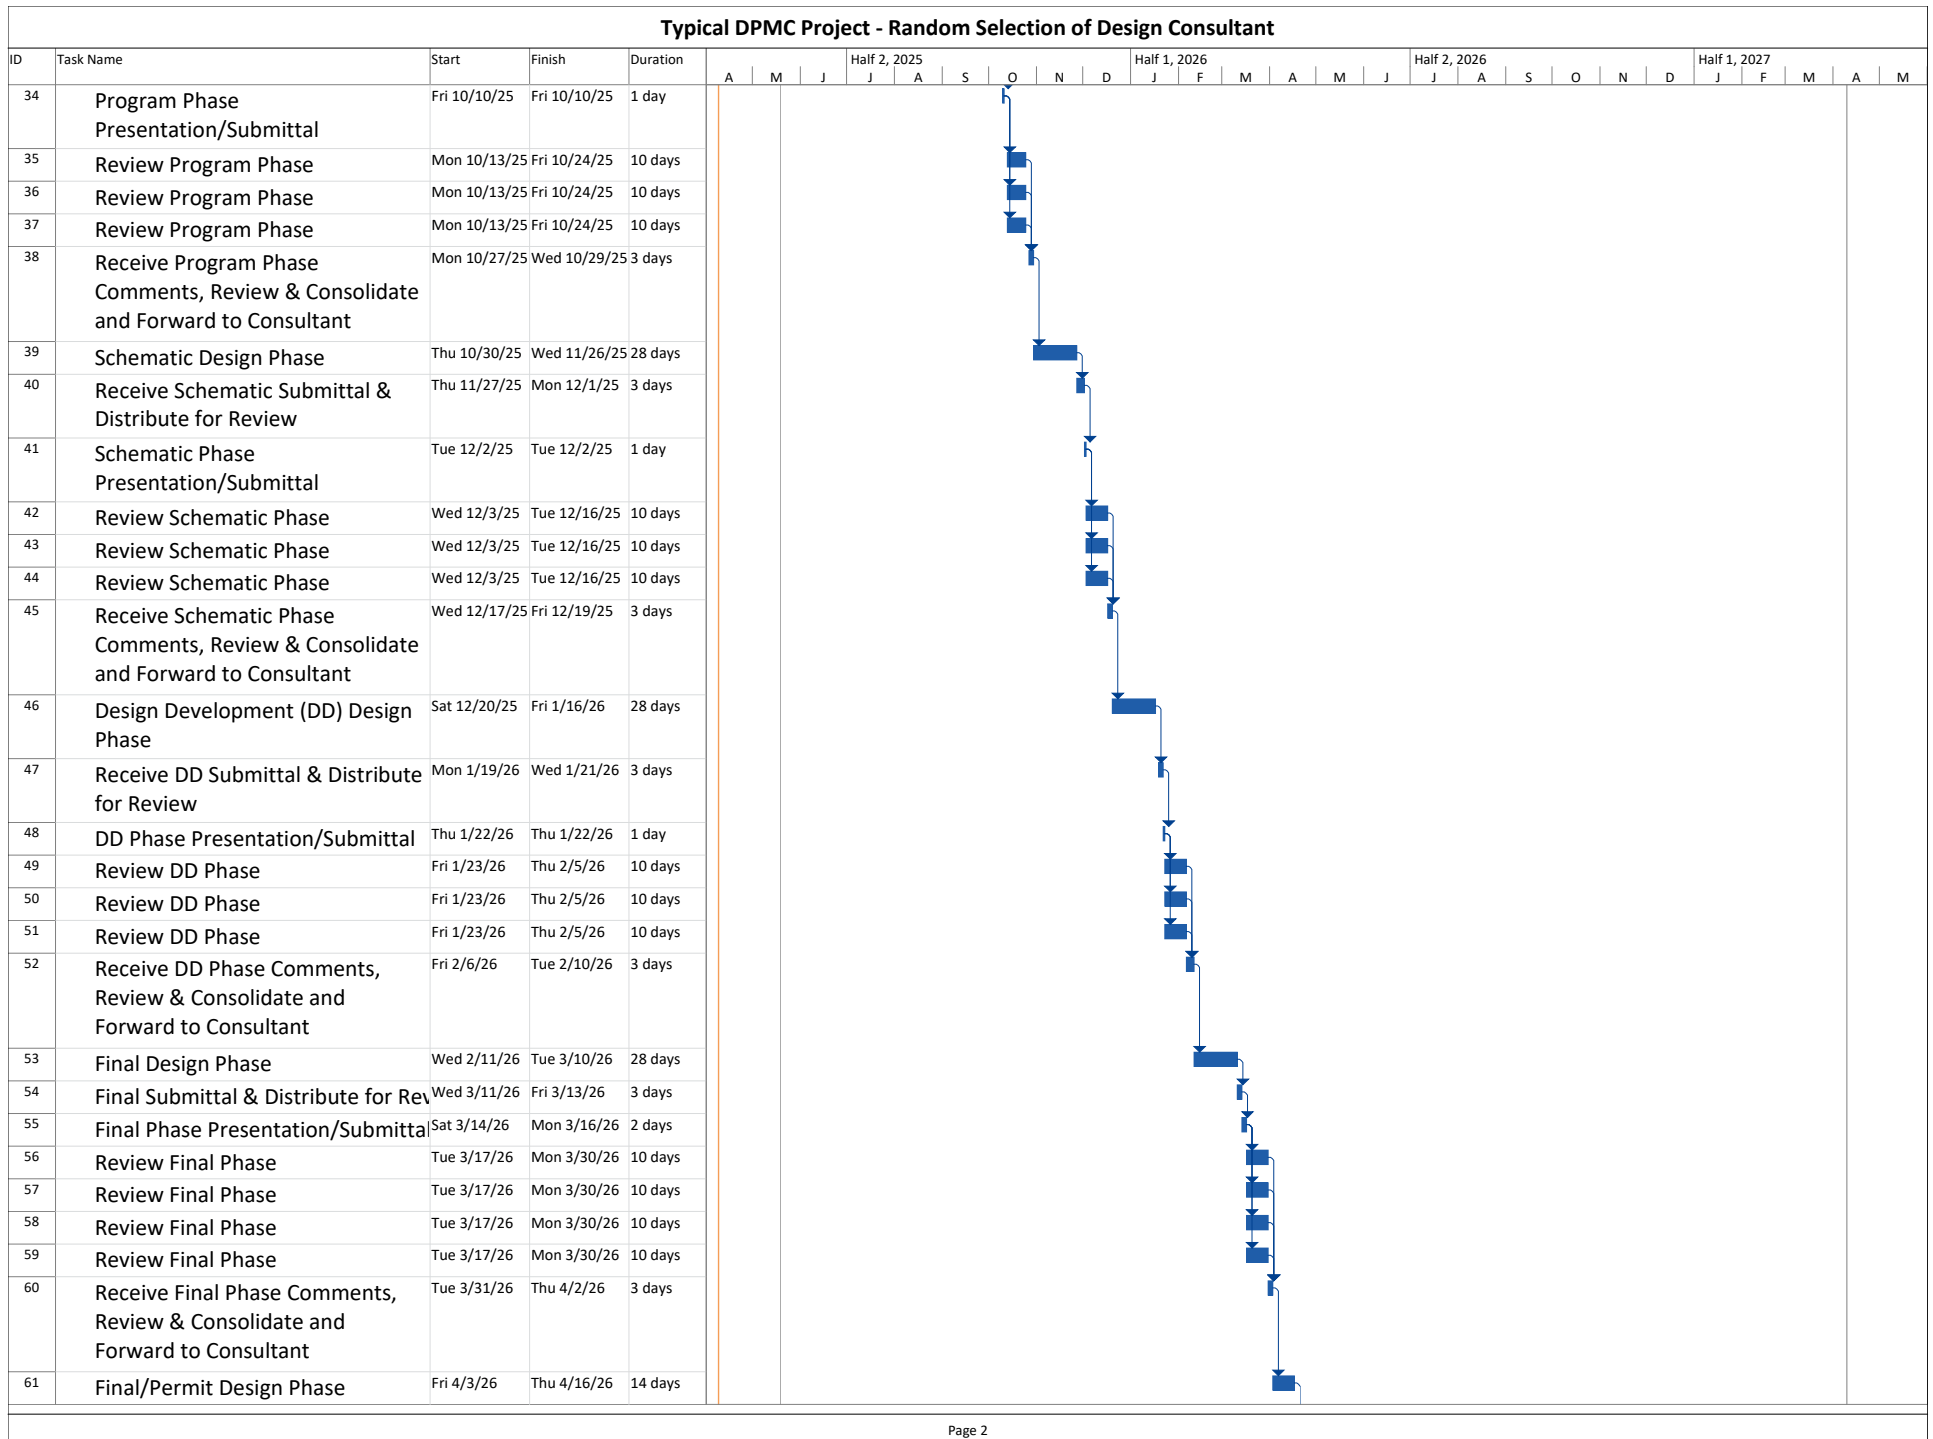 Typical DPMC Project - Random Selection of Design Consultant
ID Task Name Start Finish Duration
Half 2, 2025 Half 1, 2026 Half 2, 2026 Half 1, 2027
A M J J A S O N D J F M A M J J A S O N D J F M A M
34 Program Phase Fri 10/10/25 Fri 10/10/25 1 day
Presentation/Submittal
35 Review Program Phase Mon 10/13/25 Fri 10/24/25 10 days
36 Review Program Phase Mon 10/13/25 Fri 10/24/25 10 days
37 Review Program Phase Mon 10/13/25 Fri 10/24/25 10 days
38 Receive Program Phase Mon 10/27/25 Wed 10/29/25 3 days
Comments, Review & Consolidate
and Forward to Consultant
39 Schematic Design Phase Thu 10/30/25 Wed 11/26/25 28 days
40 Receive Schematic Submittal & Thu 11/27/25 Mon 12/1/25 3 days
Distribute for Review
41 Schematic Phase Tue 12/2/25 Tue 12/2/25 1 day
Presentation/Submittal
42 Review Schematic Phase Wed 12/3/25 Tue 12/16/25 10 days
43 Review Schematic Phase Wed 12/3/25 Tue 12/16/25 10 days
44 Review Schematic Phase Wed 12/3/25 Tue 12/16/25 10 days
45 Receive Schematic Phase Wed 12/17/25 Fri 12/19/25 3 days
Comments, Review & Consolidate
and Forward to Consultant
46 Design Development (DD) Design Sat 12/20/25 Fri 1/16/26 28 days
Phase
47 Receive DD Submittal & Distribute Mon 1/19/26 Wed 1/21/26 3 days
for Review
48 DD Phase Presentation/Submittal Thu 1/22/26 Thu 1/22/26 1 day
49 Review DD Phase Fri 1/23/26 Thu 2/5/26 10 days
50 Review DD Phase Fri 1/23/26 Thu 2/5/26 10 days
51 Review DD Phase Fri 1/23/26 Thu 2/5/26 10 days
52 Receive DD Phase Comments, Fri 2/6/26 Tue 2/10/26 3 days
Review & Consolidate and
Forward to Consultant
53 Final Design Phase Wed 2/11/26 Tue 3/10/26 28 days
54 Final Submittal & Distribute for Rev Wed 3/11/26 Fri 3/13/26 3 days
55 Final Phase Presentation/Submittal Sat 3/14/26 Mon 3/16/26 2 days
56 Review Final Phase Tue 3/17/26 Mon 3/30/26 10 days
57 Review Final Phase Tue 3/17/26 Mon 3/30/26 10 days
58 Review Final Phase Tue 3/17/26 Mon 3/30/26 10 days
59 Review Final Phase Tue 3/17/26 Mon 3/30/26 10 days
60 Receive Final Phase Comments, Tue 3/31/26 Thu 4/2/26 3 days
Review & Consolidate and
Forward to Consultant
61 Final/Permit Design Phase Fri 4/3/26 Thu 4/16/26 14 days
Page 2